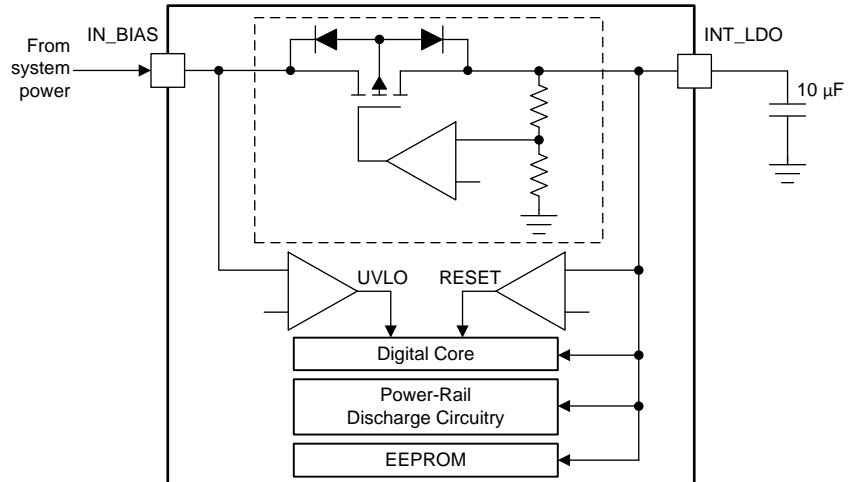 IN_BIAS
From
system
power
INT_LDO
10 µF
UVLO
RESET
Digital Core
Power-Rail
Discharge Circuitry
EEPROM